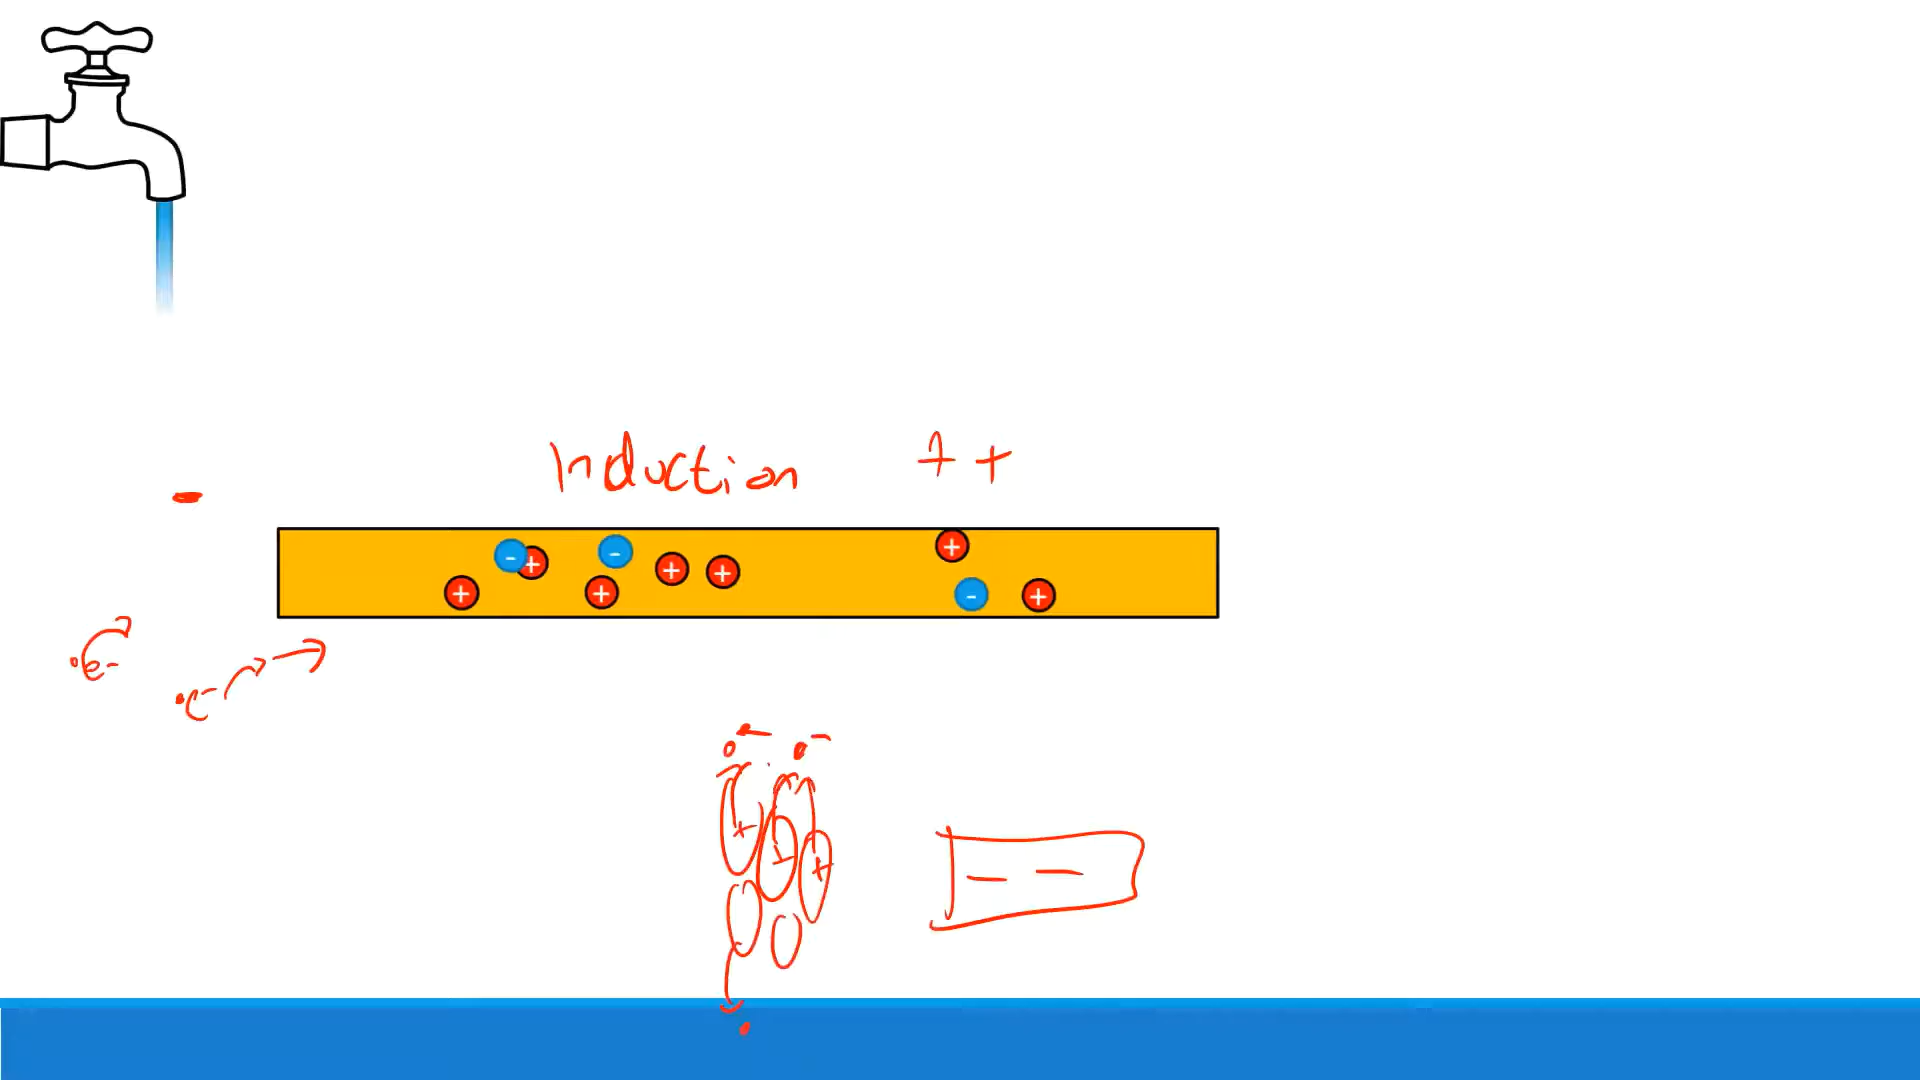 Induction + +
-
- + - + + + + + - +
e-
e-
- -
+ + +
- -